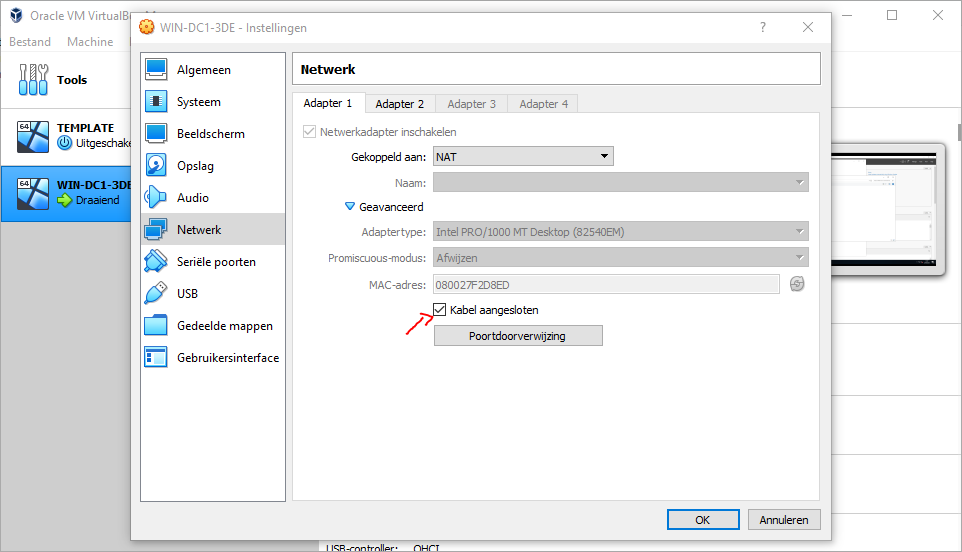 Oracle VM VirtualB
WIN-DC1-3DE - Instellingen
?
Bestand Machine
Tools
64
TEMPLATE
Uitgeschake
64
WIN-DC1-3DE
Draaiend
Algemeen
Systeem
Beeldscherm
Opslag
Audio
Netwerk
Seriële poorten
USB
Gedeelde mappen
Gebruikersinterface
Netwerk
Adapter 1 Adapter 2 Adapter 3 Adapter 4
Netwerkadapter inschakelen
Gekoppeld aan: NAT
Naam:
Geavanceerd
Adaptertype: Intel PRO/1000 MT Desktop (82540EM)
Promiscuous-modus: Afwijzen
MAC-adres: 080027F2D8ED
Kabel aangesloten
Poortdoorverwijzing
OK Annuleren
USB-controller: OHCI